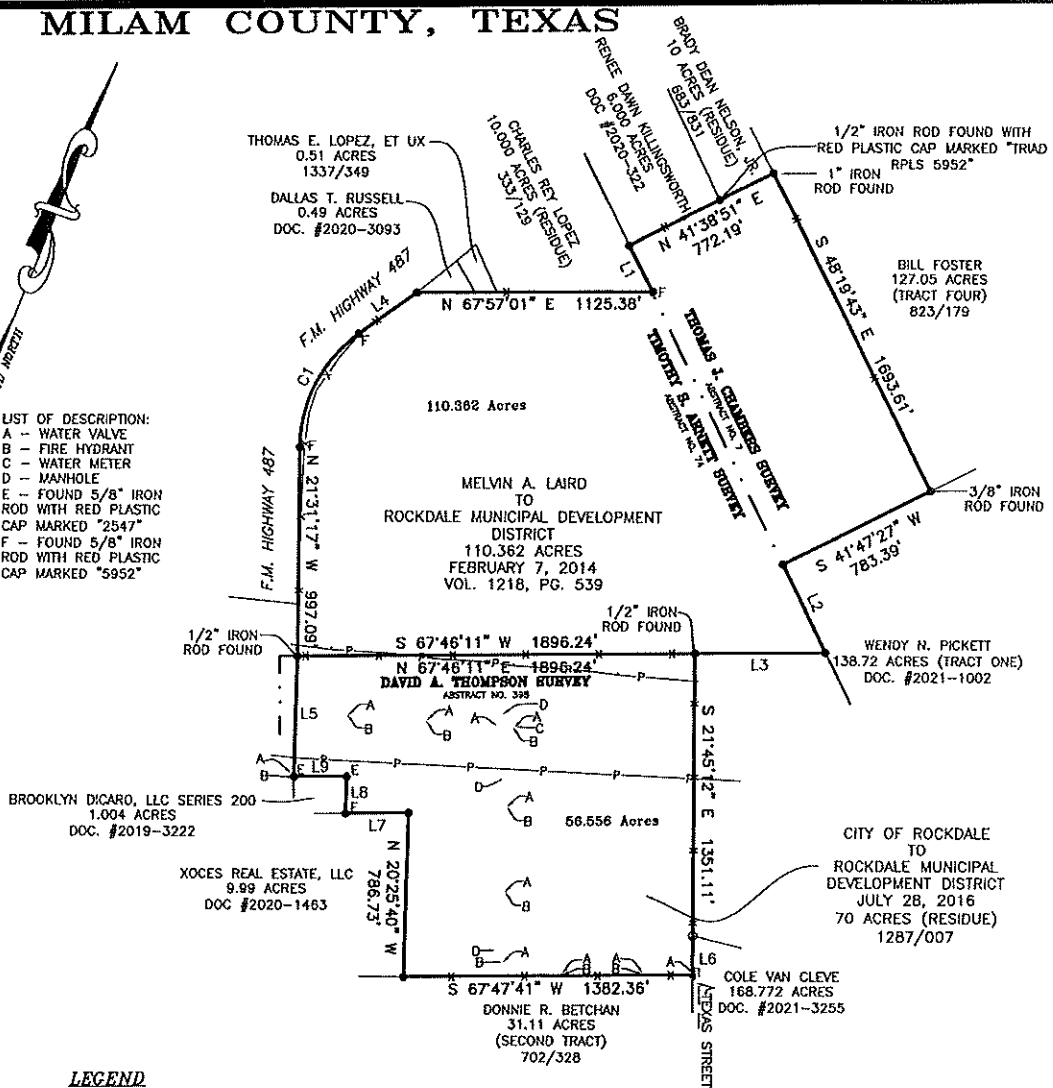 MILAM COUNTY, TEXAS
NORTH
THOMAS E. LOPEZ, ET UX
0.51 ACRES
1337/349
DALLAS T. RUSSELL
0.49 ACRES
DOC. #2020-3093
CHARLES REY LOPEZ
10.000 ACRES (RESIDUE)
333/129
RENEE DAWN KILLINGSWORTH
6.000 ACRES
DOC #2020-322
BRADY DEAN NELSON, JR.
10 ACRES (RESIDUE)
683/831
1/2" IRON ROD FOUND WITH
RED PLASTIC CAP MARKED "TRIAD
RPLS 5952"
1" IRON
ROD FOUND
N 41°38'51" E
772.19'
S 48°19'43" E 1693.61'
BILL FOSTER
127.05 ACRES
(TRACT FOUR)
823/179
F.M. HIGHWAY 487
L4
N 67°57'01" E 1125.38'
F
L1
C1
F
F
110.362 Acres
THOMAS J. CHAMBERS SURVEY
ABSTRACT NO. 7
TIMOTHY S. ARNETT SURVEY
ABSTRACT NO. 74
LIST OF DESCRIPTION:
A - WATER VALVE
B - FIRE HYDRANT
C - WATER METER
D - MANHOLE
E - FOUND 5/8" IRON
ROD WITH RED PLASTIC
CAP MARKED "2547"
F - FOUND 5/8" IRON
ROD WITH RED PLASTIC
CAP MARKED "5952"
F.M. HIGHWAY 487
N 21°31'17" W 997.09'
MELVIN A. LAIRD
TO
ROCKDALE MUNICIPAL DEVELOPMENT
DISTRICT
110.362 ACRES
FEBRUARY 7, 2014
VOL. 1218, PG. 539
3/8" IRON
ROD FOUND
S 41°47'27" W
783.39'
L2
1/2" IRON
ROD FOUND
1/2" IRON
ROD FOUND
S 67°46'11" W 1896.24'
N 67°46'11" E 1896.24'
P
P
P
P
DAVID A. THOMPSON SURVEY
ABSTRACT NO. 395
L3
WENDY N. PICKETT
138.72 ACRES (TRACT ONE)
DOC. #2021-1002
L5
A
B
A
B
A
D
A
C
B
P
P
P
P
P
P
A
B
E
L9
E
L8
F
L7
D
A
B
S 21°45'12" E 1351.11'
BROOKLYN DICARO, LLC SERIES 200
1.004 ACRES
DOC. #2019-3222
56.556 Acres
XOCES REAL ESTATE, LLC
9.99 ACRES
DOC #2020-1463
N 20°25'40" W
786.73'
CITY OF ROCKDALE
TO
ROCKDALE MUNICIPAL
DEVELOPMENT DISTRICT
JULY 28, 2016
70 ACRES (RESIDUE)
1287/007
A
B
D
B
A
A
B
A
B
A
L6
S 67°47'41" W 1382.36'
COLE VAN CLEVE
168.772 ACRES
DOC. #2021-3255
DONNIE R. BETCHAN
31.11 ACRES
(SECOND TRACT)
702/328
TEXAS STREET
LEGEND